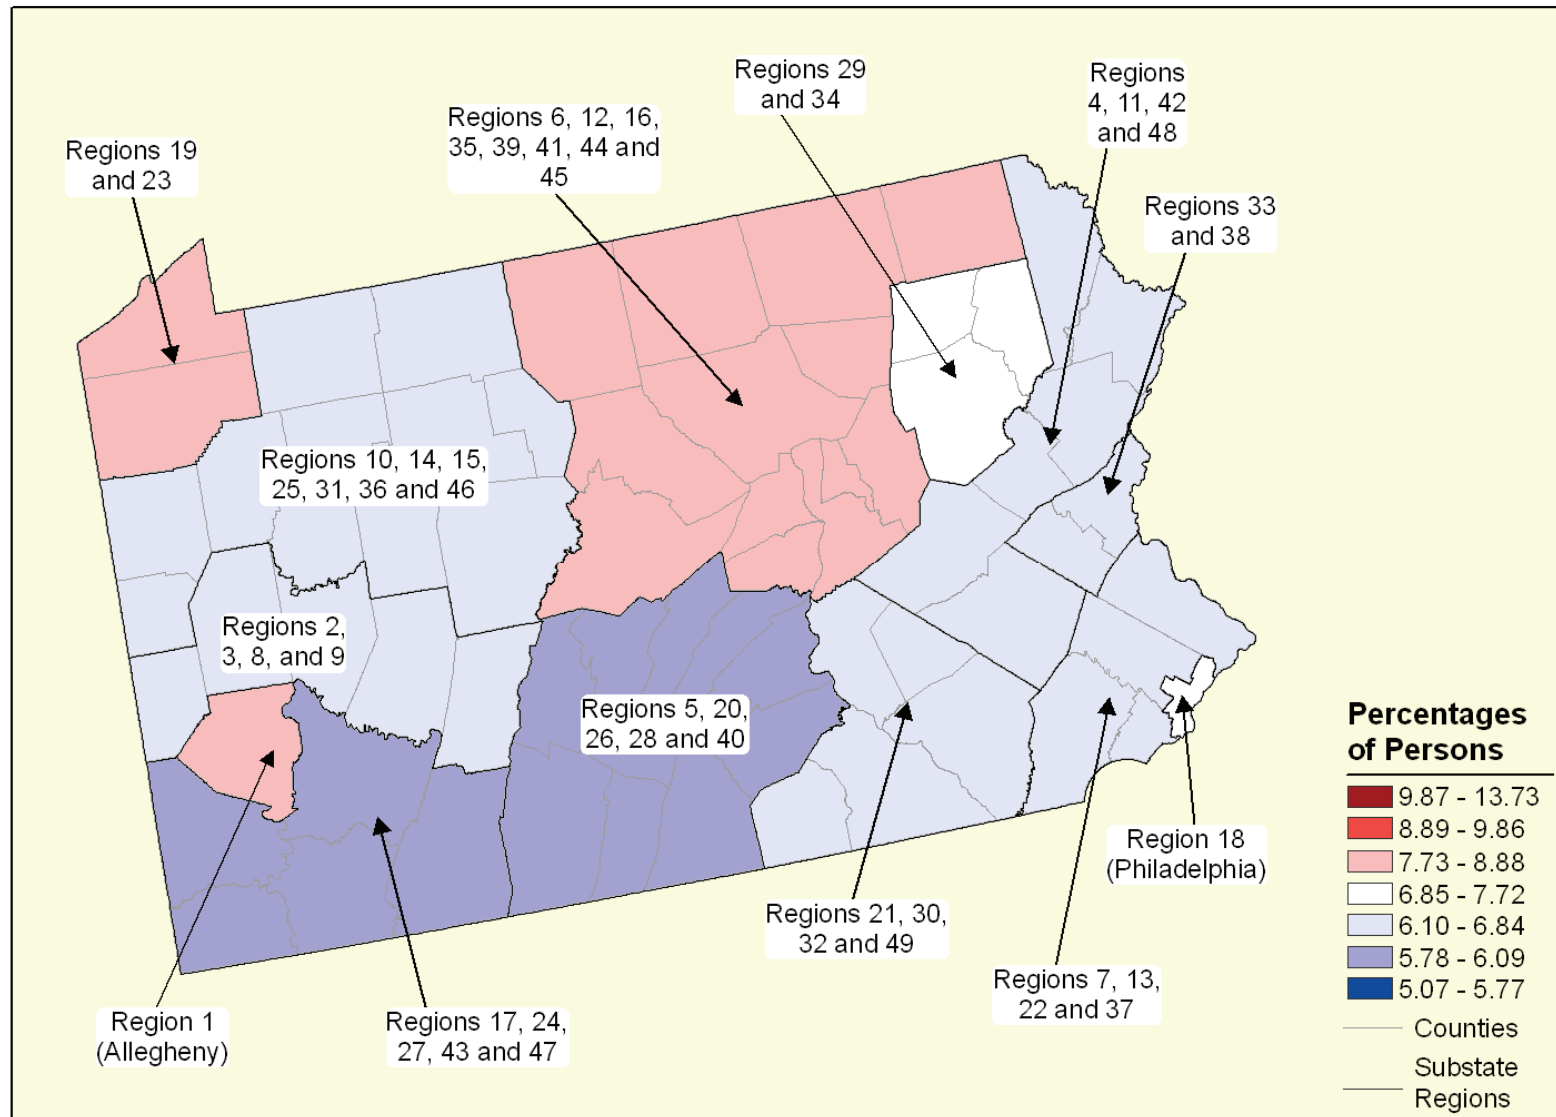 Regions 29
and 34
Regions
4, 11, 42
and 48
Regions 6, 12, 16,
35, 39, 41, 44 and
45
Regions 19
and 23
Regions 33
and 38
Regions 10, 14, 15,
25, 31, 36 and 46
Regions 2,
3, 8, and 9
Regions 5, 20,
26, 28 and 40
Region 18
(Philadelphia)
Regions 21, 30,
32 and 49
Regions 7, 13,
22 and 37
Region 1
(Allegheny)
Regions 17, 24,
27, 43 and 47
Percentages
of Persons
9.87 - 13.73
8.89 - 9.86
7.73 - 8.88
6.85 - 7.72
6.10 - 6.84
5.78 - 6.09
5.07 - 5.77
Counties
Substate
Regions